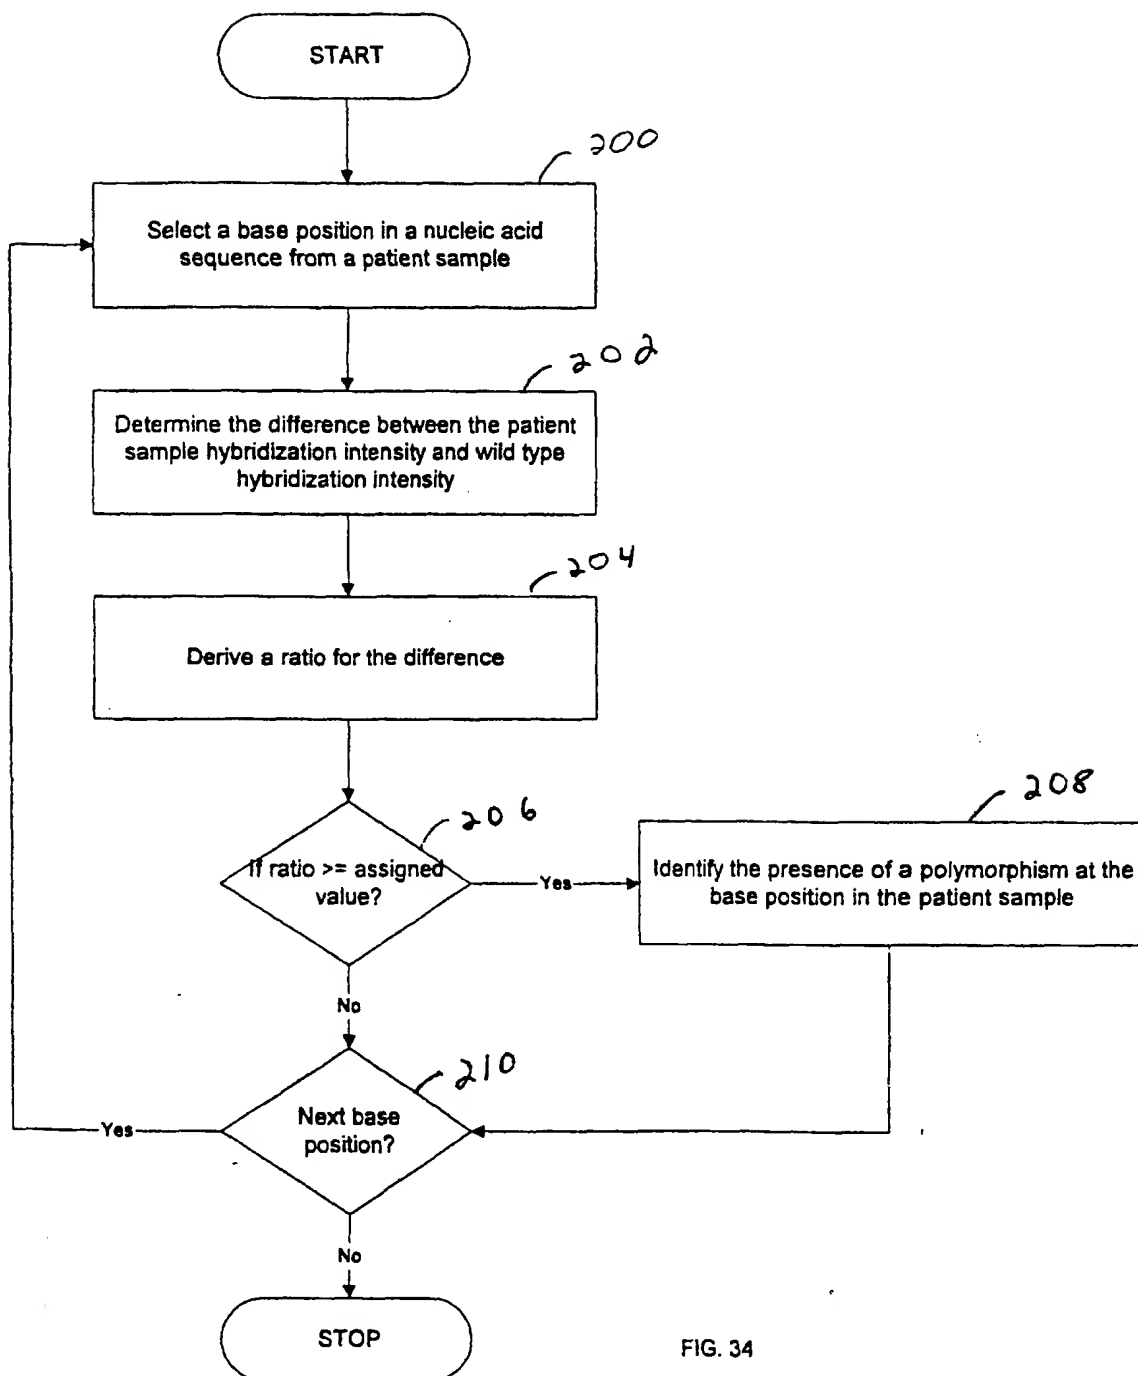 START
200
Select a base position in a nucleic acid
sequence from a patient sample
202
Determine the difference between the patient
sample hybridization intensity and wild type
hybridization intensity
204
Derive a ratio for the difference
206
If ratio >= assigned
value?
Yes
208
Identify the presence of a polymorphism at the
base position in the patient sample
No
210
Next base
position?
Yes
No
STOP
FIG. 34